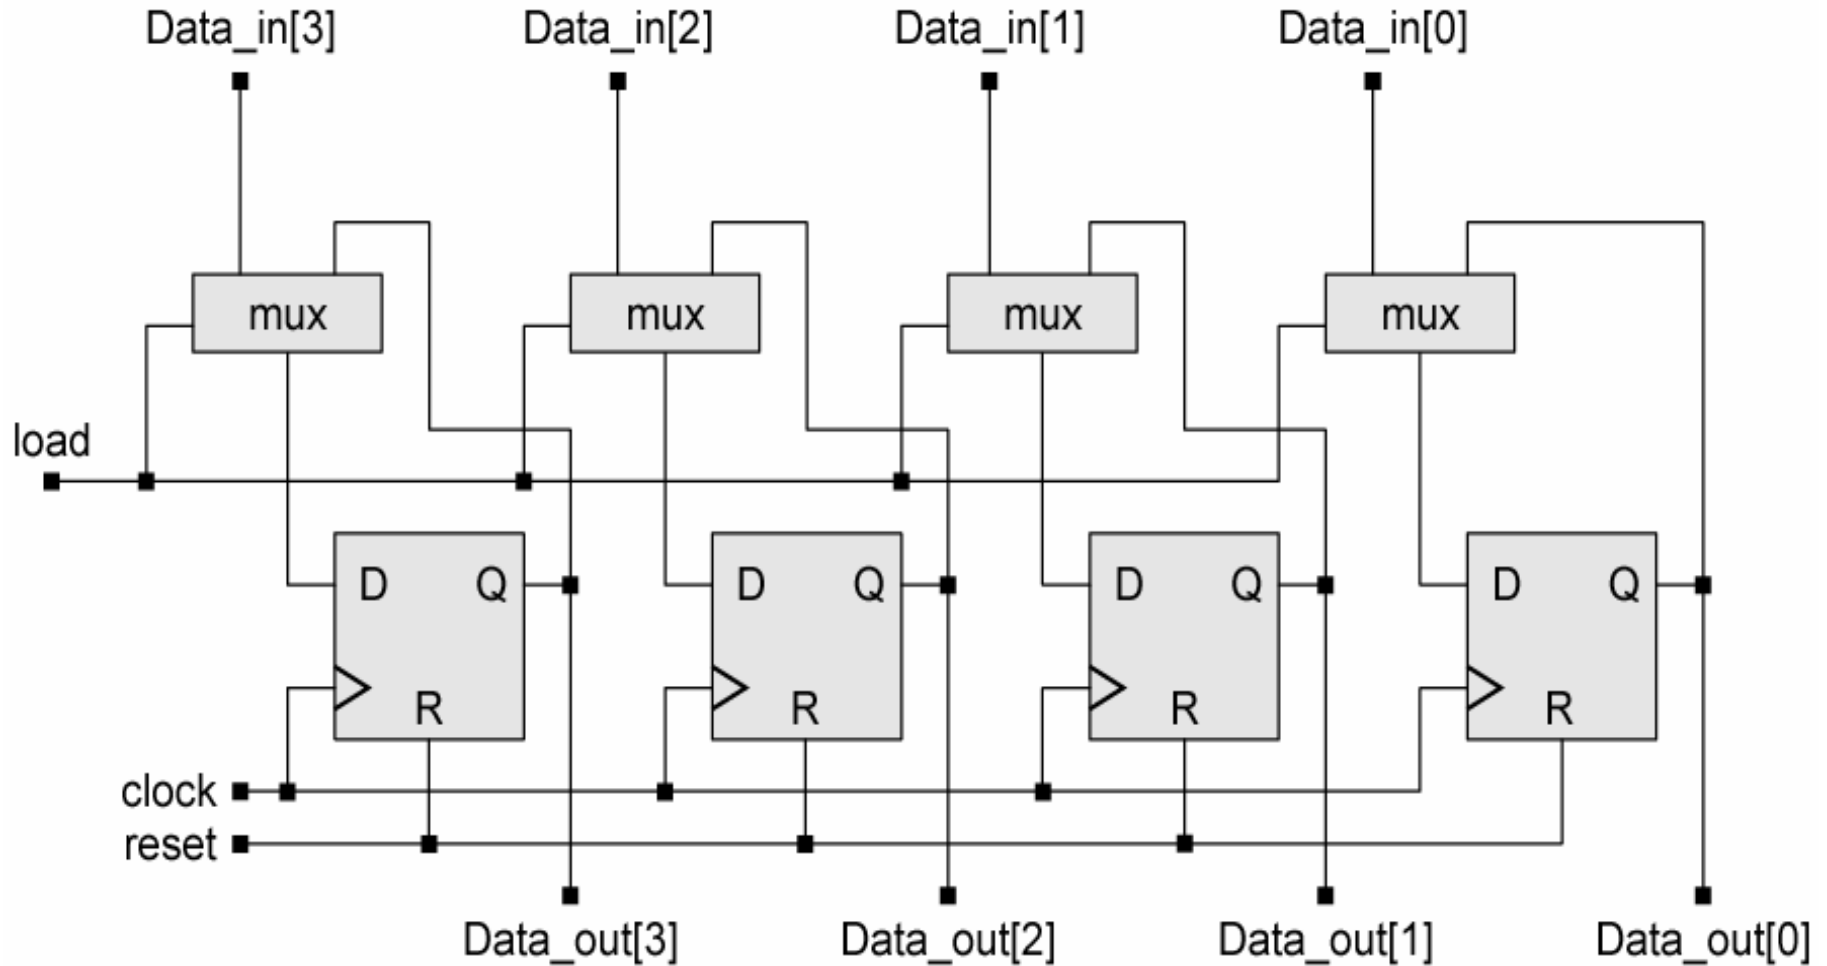 Data_in[3] Data_in[2] Data_in[1] Data_in[0]
mux mux mux mux
load
D Q D Q D Q D Q
R R R R
clock
reset
Data_out[3] Data_out[2] Data_out[1] Data_out[0]